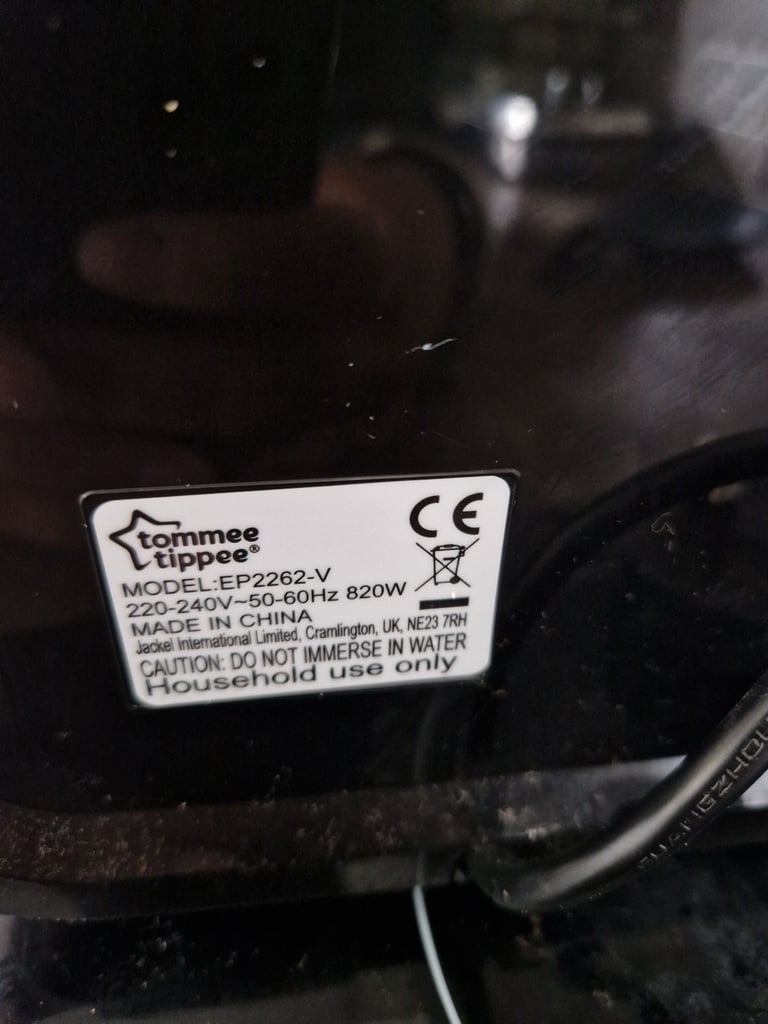 tommee
tippee®
CE
MODEL:EP2262-V
220-240V~50-60Hz 820W
MADE IN CHINA
Jackel International Limited, Cramlington, UK, NE23 7RH
CAUTION: DO NOT IMMERSE IN WATER
Household use only